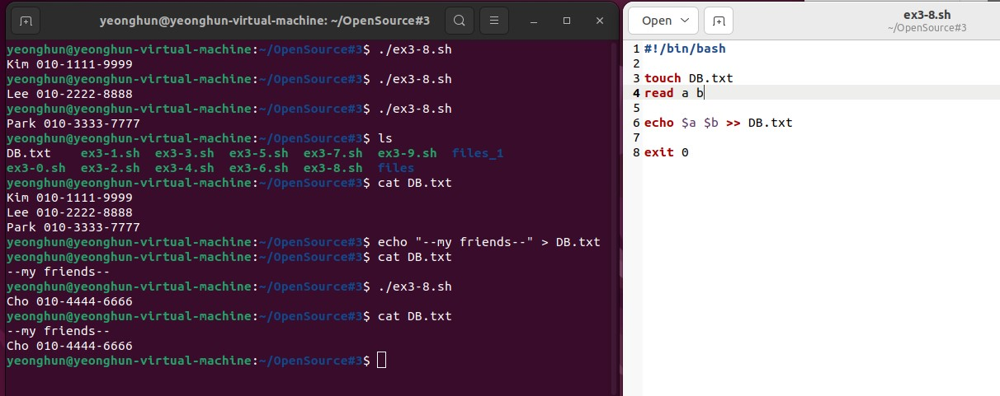 yeonghun@yeonghun-virtual-machine: ~/OpenSource#3
yeonghun@yeonghun-virtual-machine:~/OpenSource#3$ ./ex3-8.sh
Kim 010-1111-9999
yeonghun@yeonghun-virtual-machine:~/OpenSource#3$ ./ex3-8.sh
Lee 010-2222-8888
yeonghun@yeonghun-virtual-machine:~/OpenSource#3$ ./ex3-8.sh
Park 010-3333-7777
yeonghun@yeonghun-virtual-machine:~/OpenSource#3$ ls
DB.txt    ex3-1.sh  ex3-3.sh  ex3-5.sh  ex3-7.sh  ex3-9.sh  files_1
ex3-0.sh  ex3-2.sh  ex3-4.sh  ex3-6.sh  ex3-8.sh  files
yeonghun@yeonghun-virtual-machine:~/OpenSource#3$ cat DB.txt
Kim 010-1111-9999
Lee 010-2222-8888
Park 010-3333-7777
yeonghun@yeonghun-virtual-machine:~/OpenSource#3$ echo "--my friends--" > DB.txt
yeonghun@yeonghun-virtual-machine:~/OpenSource#3$ cat DB.txt
--my friends--
yeonghun@yeonghun-virtual-machine:~/OpenSource#3$ ./ex3-8.sh
Cho 010-4444-6666
yeonghun@yeonghun-virtual-machine:~/OpenSource#3$ cat DB.txt
--my friends--
Cho 010-4444-6666
yeonghun@yeonghun-virtual-machine:~/OpenSource#3$
Open
ex3-8.sh
~/OpenSource#3
1 #!/bin/bash
2
3 touch DB.txt
4 read a b
5
6 echo $a $b >> DB.txt
7
8 exit 0